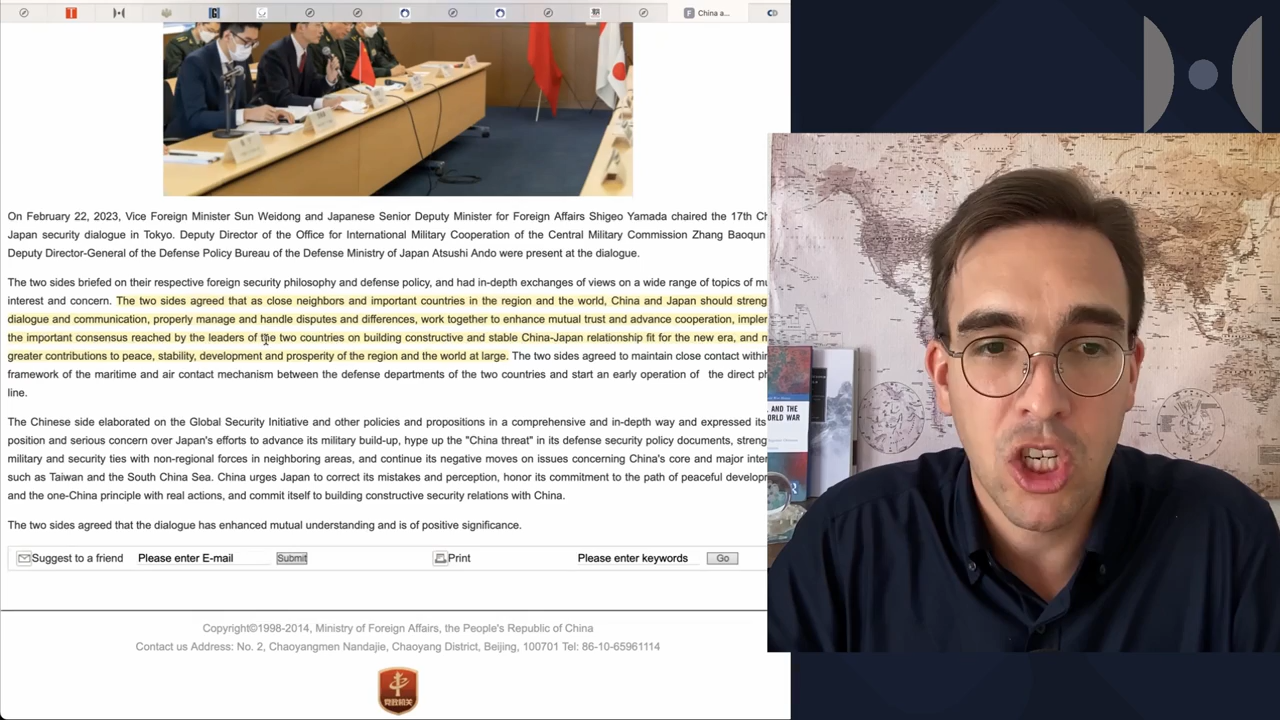 China a...
On February 22, 2023, Vice Foreign Minister Sun Weidong and Japanese Senior Deputy Minister for Foreign Affairs Shigeo Yamada chaired the 17th Ch
Japan security dialogue in Tokyo. Deputy Director of the Office for International Military Cooperation of the Central Military Commission Zhang Baoqun
Deputy Director-General of the Defense Policy Bureau of the Defense Ministry of Japan Atsushi Ando were present at the dialogue.
The two sides briefed on their respective foreign security philosophy and defense policy, and had in-depth exchanges of views on a wide range of topics of mu
interest and concern. The two sides agreed that as close neighbors and important countries in the region and the world, China and Japan should streng
dialogue and communication, properly manage and handle disputes and differences, work together to enhance mutual trust and advance cooperation, implem
the important consensus reached by the leaders of the two countries on building constructive and stable China-Japan relationship fit for the new era, and m
greater contributions to peace, stability, development and prosperity of the region and the world at large. The two sides agreed to maintain close contact within
framework of the maritime and air contact mechanism between the defense departments of the two countries and start an early operation of the direct ph
line.
The Chinese side elaborated on the Global Security Initiative and other policies and propositions in a comprehensive and in-depth way and expressed its
position and serious concern over Japan's efforts to advance its military build-up, hype up the "China threat" in its defense security policy documents, streng
military and security ties with non-regional forces in neighboring areas, and continue its negative moves on issues concerning China's core and major inter
such as Taiwan and the South China Sea. China urges Japan to correct its mistakes and perception, honor its commitment to the path of peaceful develop
and the one-China principle with real actions, and commit itself to building constructive security relations with China.
The two sides agreed that the dialogue has enhanced mutual understanding and is of positive significance.
Suggest to a friend Please enter E-mail Submit Print Please enter keywords Go
Copyright©1998-2014, Ministry of Foreign Affairs, the People's Republic of China
Contact us Address: No. 2, Chaoyangmen Nandajie, Chaoyang District, Beijing, 100701 Tel: 86-10-65961114
党政机关
AND THE
WAR